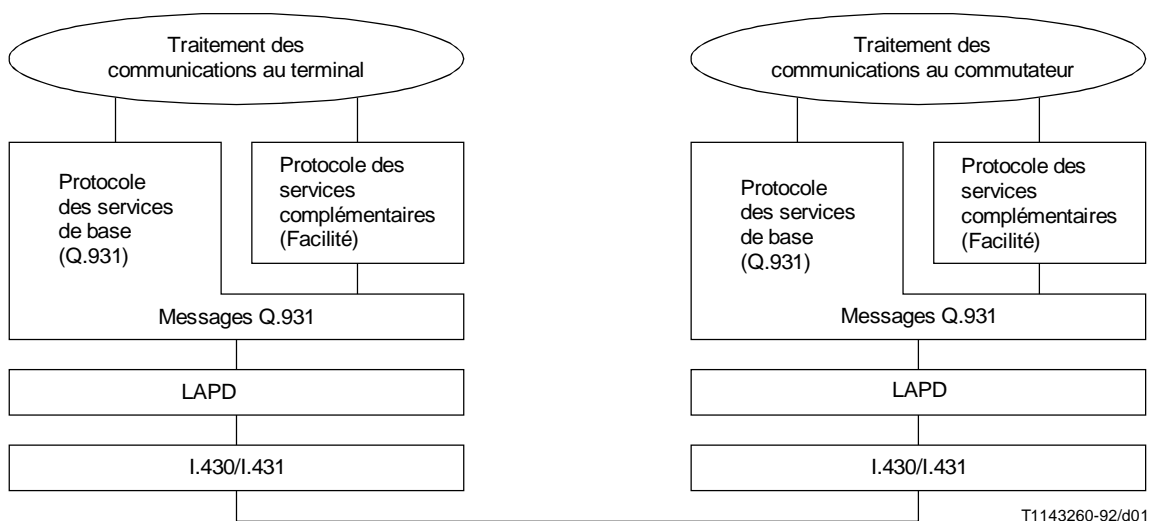 Traitement des
communications au terminal
Traitement des
communications au commutateur
Protocole
des services
de base
(Q.931)
Protocole des
services
complémentaires
(Facilité)
Messages Q.931
LAPD
I.430/I.431
Protocole
des services
de base
(Q.931)
Protocole des
services
complémentaires
(Facilité)
Messages Q.931
LAPD
I.430/I.431
T1143260-92/d01